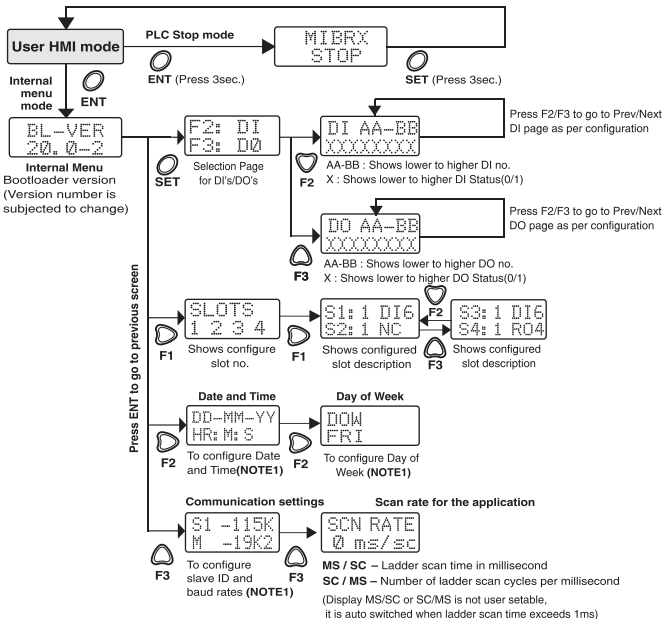 User HMI mode
PLC Stop mode
ENT (Press 3sec.)
MIBRX
STOP
SET (Press 3sec.)
Internal
menu
mode
ENT
BL-VER
20.0-2
Internal Menu
Bootloader version
(Version number is
subjected to change)
SET
F2: DI
F3: DO
Selection Page
for DI's/DO's
F2
DI AA-BB
XXXXXXXX
AA-BB : Shows lower to higher DI no.
X : Shows lower to higher DI Status(0/1)
Press F2/F3 to go to Prev/Next
DI page as per configuration
F3
DO AA-BB
XXXXXXXX
AA-BB : Shows lower to higher DO no.
X : Shows lower to higher DO Status(0/1)
Press F2/F3 to go to Prev/Next
DO page as per configuration
Press ENT to go to previous screen
F1
SLOTS
1 2 3 4
Shows configure
slot no.
F1
S1: 1 DI6
S2: 1 NC
Shows configured
slot description
F2
F3
S3: 1 DI6
S4: 1 RO4
Shows configured
slot description
Date and Time
F2
DD-MM-YY
HR:M:S
To configure Date
and Time(NOTE1)
Day of Week
F2
DOW
FRI
To configure Day of
Week (NOTE1)
Communication settings
F3
S1 -115K
M -19K2
To configure
slave ID and
baud rates (NOTE1)
Scan rate for the application
F3
SCN RATE
0 ms/sc
MS / SC – Ladder scan time in millisecond
SC / MS – Number of ladder scan cycles per millisecond
(Display MS/SC or SC/MS is not user setable,
it is auto switched when ladder scan time exceeds 1ms)